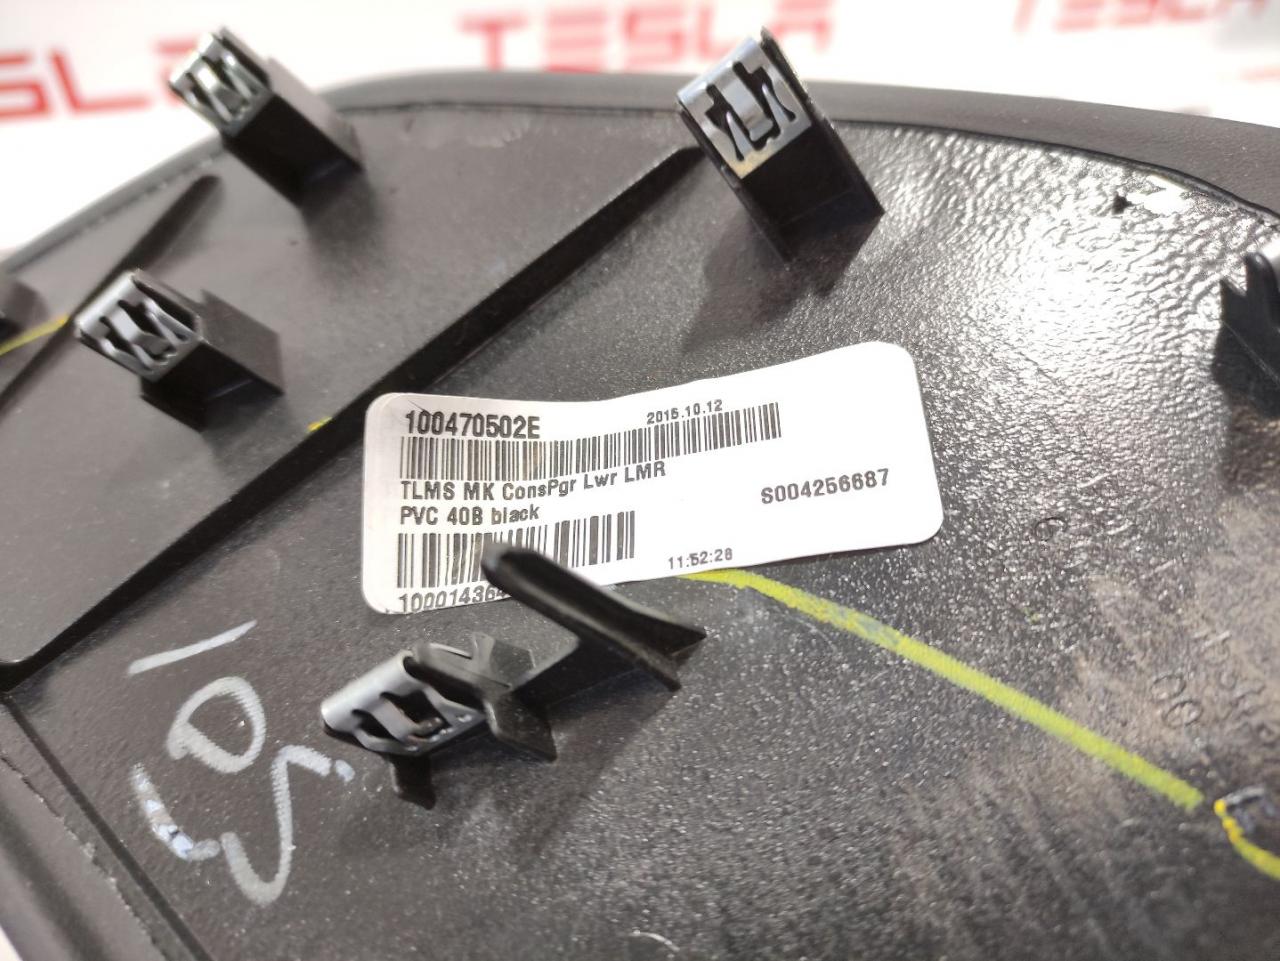 TESLA
100470502E
2015.10.12
TLMS MK ConsPgr Lwr LMR
PVC 40B black
S004256687
11:52:28